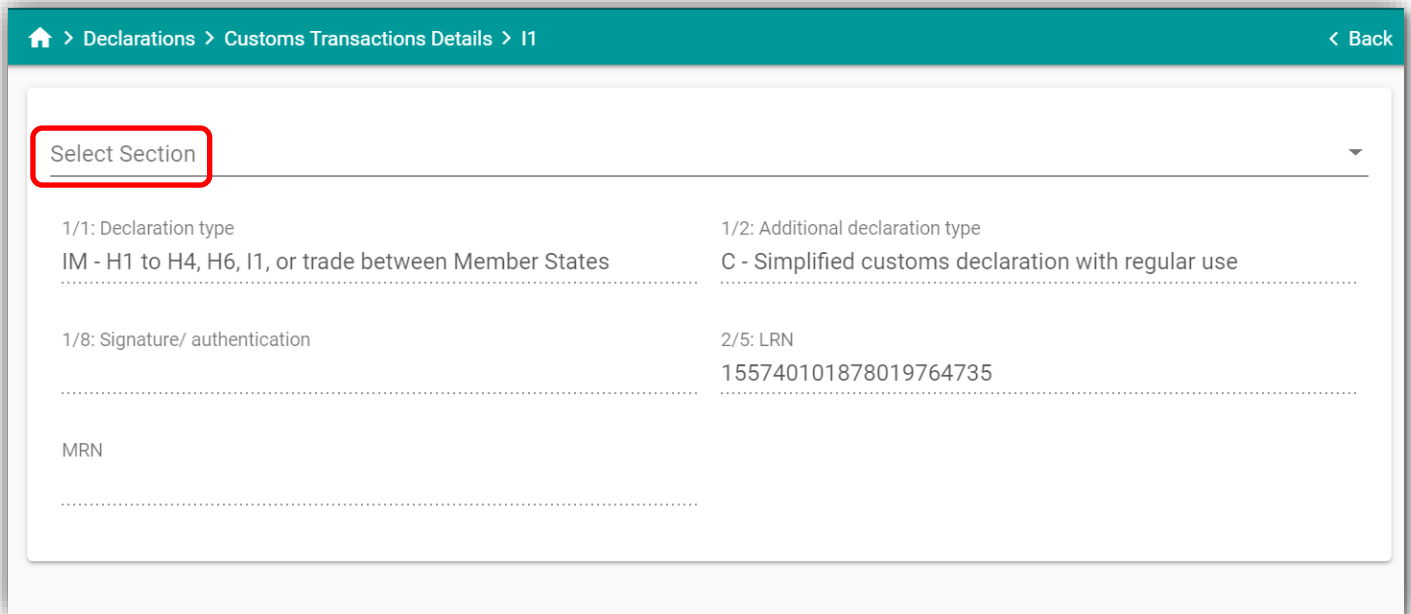 > Declarations > Customs Transactions Details > I1
< Back
Select Section
1/1: Declaration type
1/2: Additional declaration type
IM - H1 to H4, H6, I1, or trade between Member States
C - Simplified customs declaration with regular use
1/8: Signature/ authentication
2/5: LRN
155740101878019764735
MRN